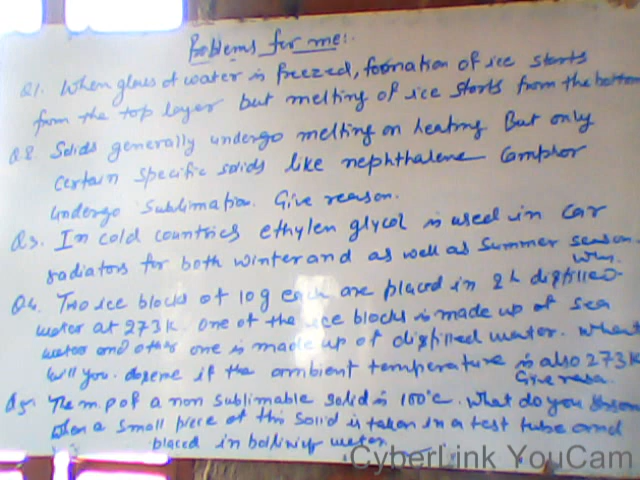 Problems for me:.
Q1. When glass of water is freezed, formation of ice starts
from the top layer but melting of ice starts from the bottom
Q2. Solids generally undergo melting on heating But only
Certain specific solids like nephthalene Camphor
undergo Sublimation. Give reason.
Q3. In cold countries ethylen glycol is used in Car
radiators for both winter and as well as Summer season.
Why.
Q4. Two ice blocks of 10g each are placed in 2L distilled
water at 273K. One of the ice blocks is made up of Sea
water and other one is made up of distilled water. What
will you observe if the ambient temperature is also 273K
Give reason.
Q5. The m.p of a non sublimable solid is 100°c. What do you
when a small piece of this solid is taken in a test tube and
placed in boiling water
CyberLink YouCam